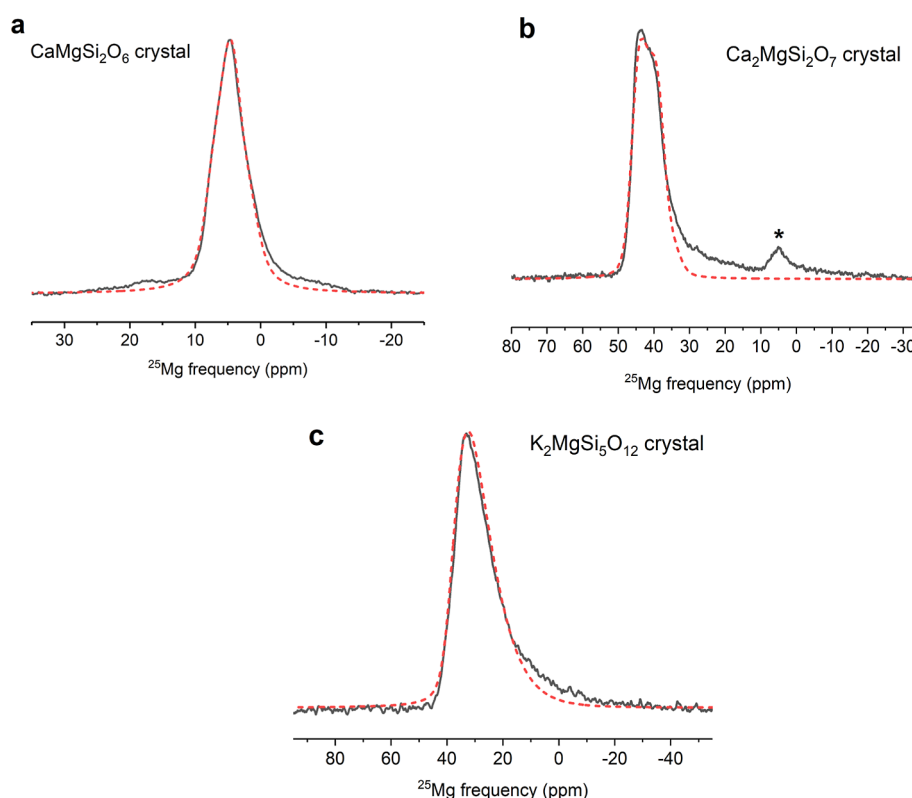 a
CaMgSi₂O₆ crystal
30 20 10 0 -10 -20
²⁵Mg frequency (ppm)
b
Ca₂MgSi₂O₇ crystal
*
80 70 60 50 40 30 20 10 0 -10 -20 -30
²⁵Mg frequency (ppm)
c
K₂MgSi₅O₁₂ crystal
80 60 40 20 0 -20 -40
²⁵Mg frequency (ppm)